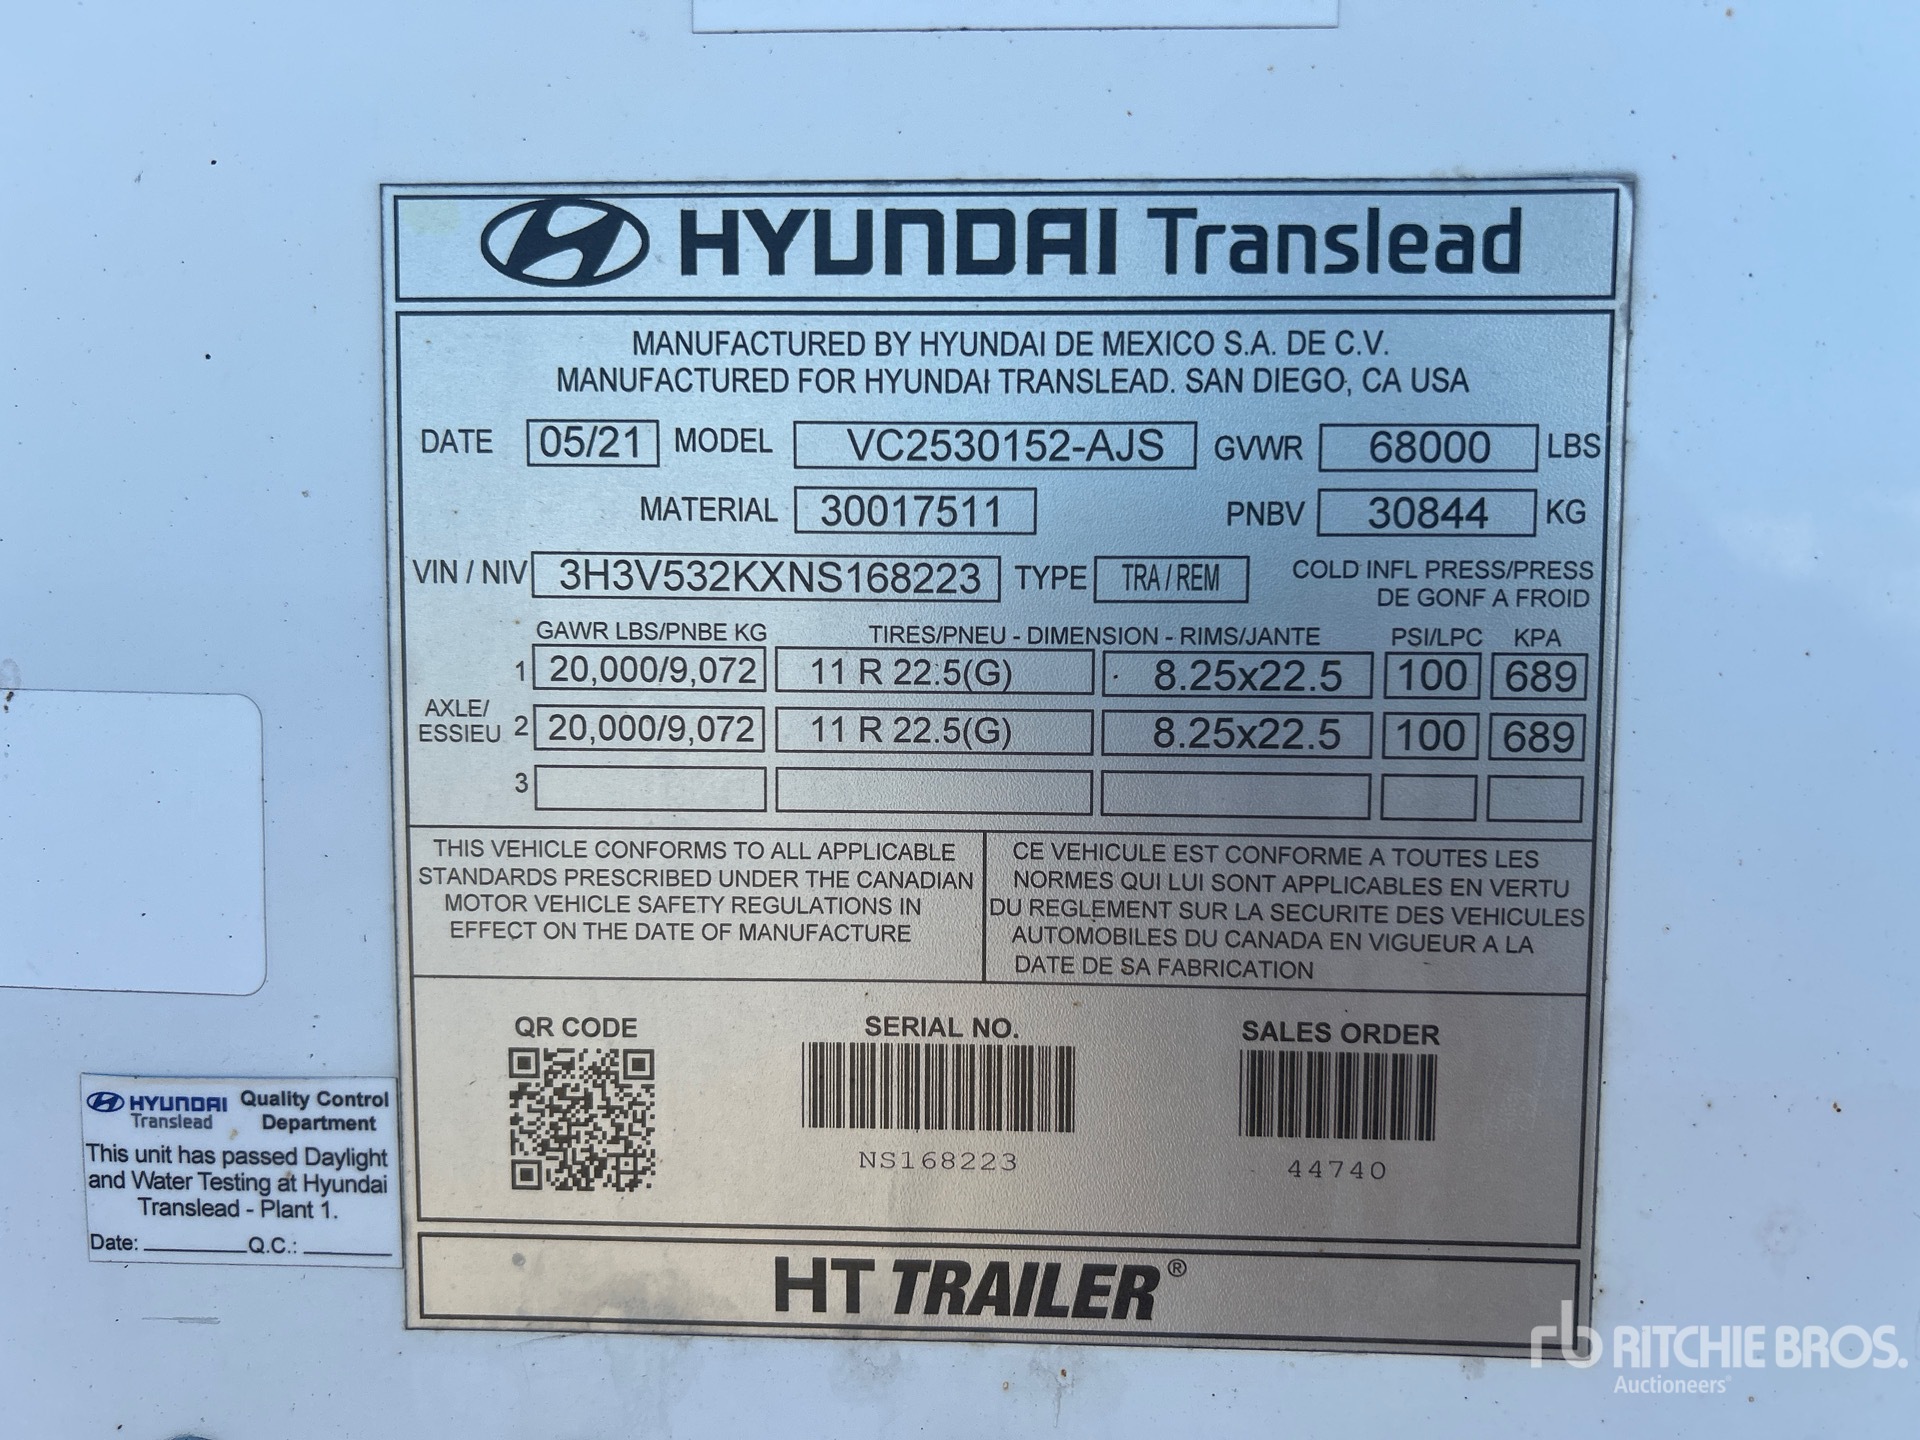 HYUNDAI Translead
MANUFACTURED BY HYUNDAI DE MEXICO S.A. DE C.V.
MANUFACTURED FOR HYUNDAI TRANSLEAD. SAN DIEGO, CA USA
DATE 05/21 MODEL VC2530152-AJS GVWR 68000 LBS
MATERIAL 30017511 PNBV 30844 KG
VIN / NIV 3H3V532KXNS168223 TYPE TRA / REM COLD INFL PRESS/PRESS
DE GONF A FROID
GAWR LBS/PNBE KG TIRES/PNEU - DIMENSION - RIMS/JANTE PSI/LPC KPA
1 20,000/9,072 11 R 22.5(G) 8.25x22.5 100 689
AXLE/
ESSIEU 2 20,000/9,072 11 R 22.5(G) 8.25x22.5 100 689
3
THIS VEHICLE CONFORMS TO ALL APPLICABLE
STANDARDS PRESCRIBED UNDER THE CANADIAN
MOTOR VEHICLE SAFETY REGULATIONS IN
EFFECT ON THE DATE OF MANUFACTURE
CE VEHICULE EST CONFORME A TOUTES LES
NORMES QUI LUI SONT APPLICABLES EN VERTU
DU REGLEMENT SUR LA SECURITE DES VEHICULES
AUTOMOBILES DU CANADA EN VIGUEUR A LA
DATE DE SA FABRICATION
QR CODE SERIAL NO. SALES ORDER
NS168223 44740
HT TRAILER®
HYUNDAI Translead Quality Control
Department
This unit has passed Daylight
and Water Testing at Hyundai
Translead - Plant 1.
Date: ________ Q.C.: ________
rb RITCHIE BROS.
Auctioneers